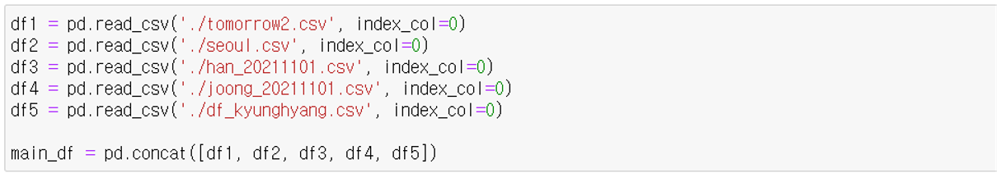 df1 = pd.read_csv('./tomorrow2.csv', index_col=0)
df2 = pd.read_csv('./seoul.csv', index_col=0)
df3 = pd.read_csv('./han_20211101.csv', index_col=0)
df4 = pd.read_csv('./joong_20211101.csv', index_col=0)
df5 = pd.read_csv('./df_kyunghyang.csv', index_col=0)
main_df = pd.concat([df1, df2, df3, df4, df5])